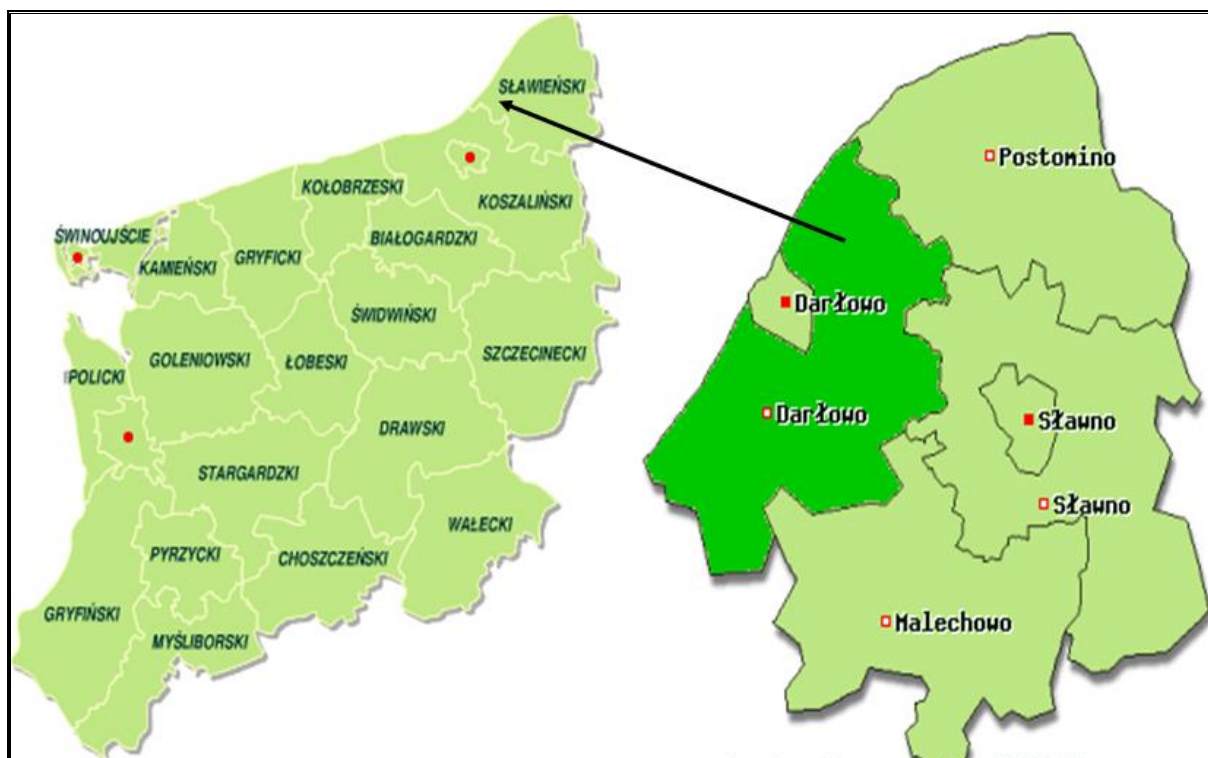 SŁAWIEŃSKI
KOŁOBRZESKI
KOSZALIŃSKI
ŚWINOUJŚCIE
BIAŁOGARDZKI
KAMIEŃSKI
GRYFICKI
ŚWIDWIŃSKI
GOLENIOWSKI
ŁOBESKI
SZCZECINECKI
POLICKI
DRAWSKI
STARGARDZKI
WAŁECKI
PYRZYCKI
CHOSZCZEŃSKI
GRYFIŃSKI
MYŚLIBORSKI
Postomino
Darłowo
Darłowo
Sławno
Sławno
Malechowo